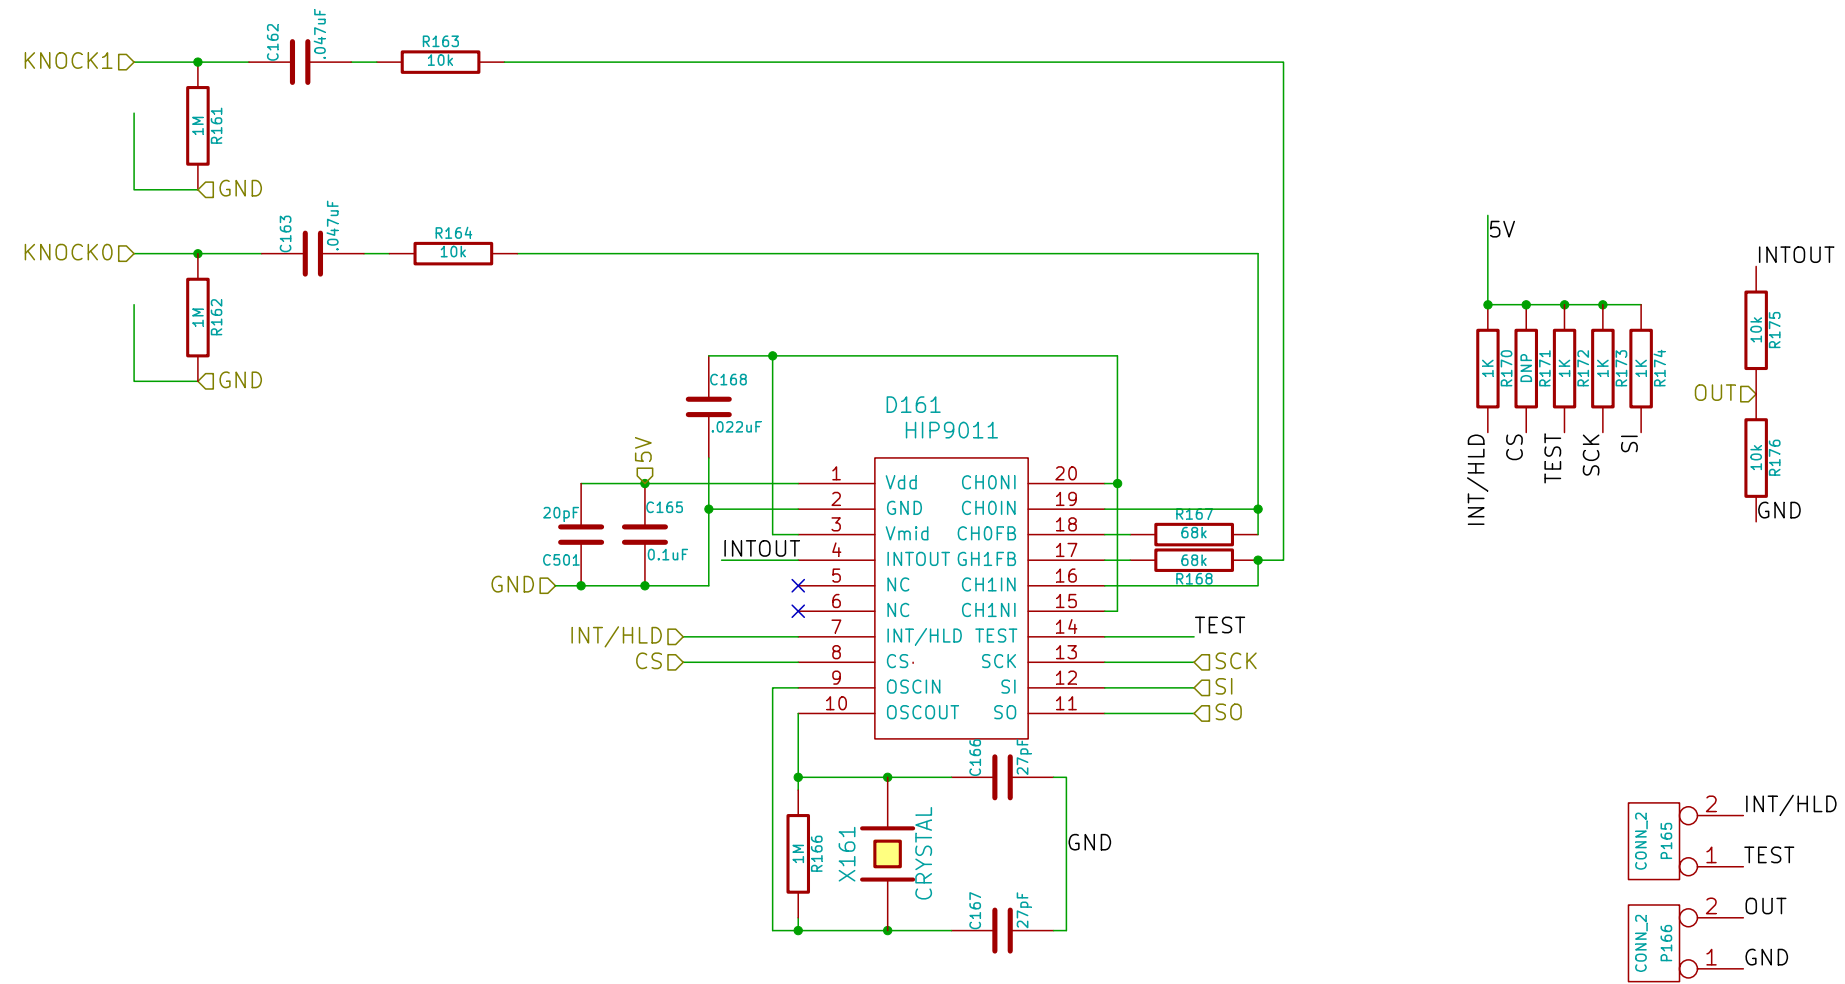 KNOCK1
C162
.047uF
R163
10k
1M
R161
GND
KNOCK0
C163
.047uF
R164
10k
1M
R162
GND
C168
.022uF
D161
HIP9011
5V
20pF
C501
C165
0.1uF
GND
INTOUT
1 Vdd
2 GND
3 Vmid
4 INTOUT
5 NC
6 NC
7 INT/HLD
8 CS
9 OSCIN
10 OSCOUT
CH0NI 20
CH0IN 19
CH0FB 18
GH1FB 17
CH1IN 16
CH1NI 15
TEST 14
SCK 13
SI 12
SO 11
INT/HLD
CS
R167
68k
68k
R168
TEST
SCK
SI
SO
1M
R166
X161
CRYSTAL
C166
27pF
C167
27pF
GND
5V
1K
R170
DNP
R171
1K
R172
1K
R173
1K
R174
INT/HLD
CS
TEST
SCK
SI
INTOUT
10k
R175
OUT
10k
R176
GND
CONN_2
P165
2 INT/HLD
1 TEST
CONN_2
P166
2 OUT
1 GND